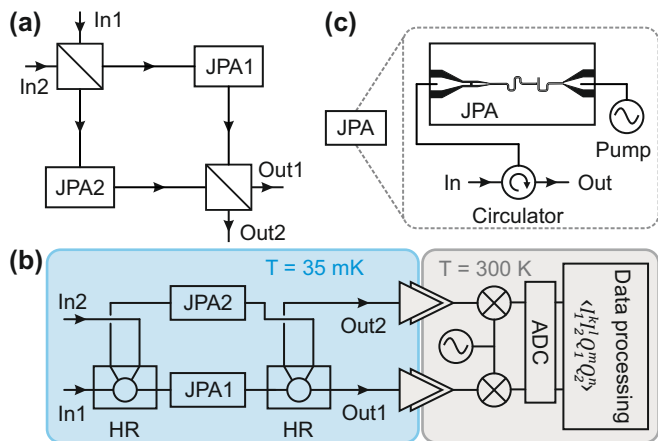 (a)
In1
In2
JPA1
JPA2
Out1
Out2
(c)
JPA
JPA
Pump
In
Out
Circulator
(b)
T = 35 mK
T = 300 K
In2
JPA2
Out2
In1
JPA1
Out1
HR
HR
ADC
Data processing
⟨I₁ᵏI₂ˡQ₁ᵐQ₂ⁿ⟩